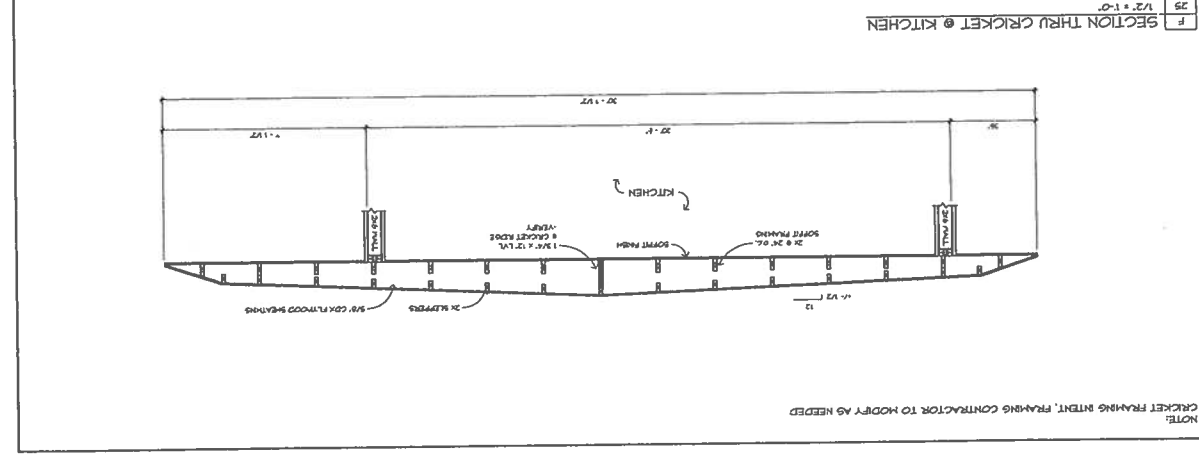 NOTE:
CRICKET FRAMING INTENT, FRAMING CONTRACTOR TO MODIFY AS NEEDED
12
+/- 1/2"
2x SLEEPERS
5/8" CDX PLYWOOD SHEATHING
2x @ 24" O.C.
SOFFIT FRAMING
SOFFIT FINISH
1 3/4" x 12" LVL
@ CRICKET RIDGE
-VERIFY
2x6 WALL
2x6 WALL
KITCHEN
30' - 1 1/2"
F
25
SECTION THRU CRICKET @ KITCHEN
1/2" = 1'-0"